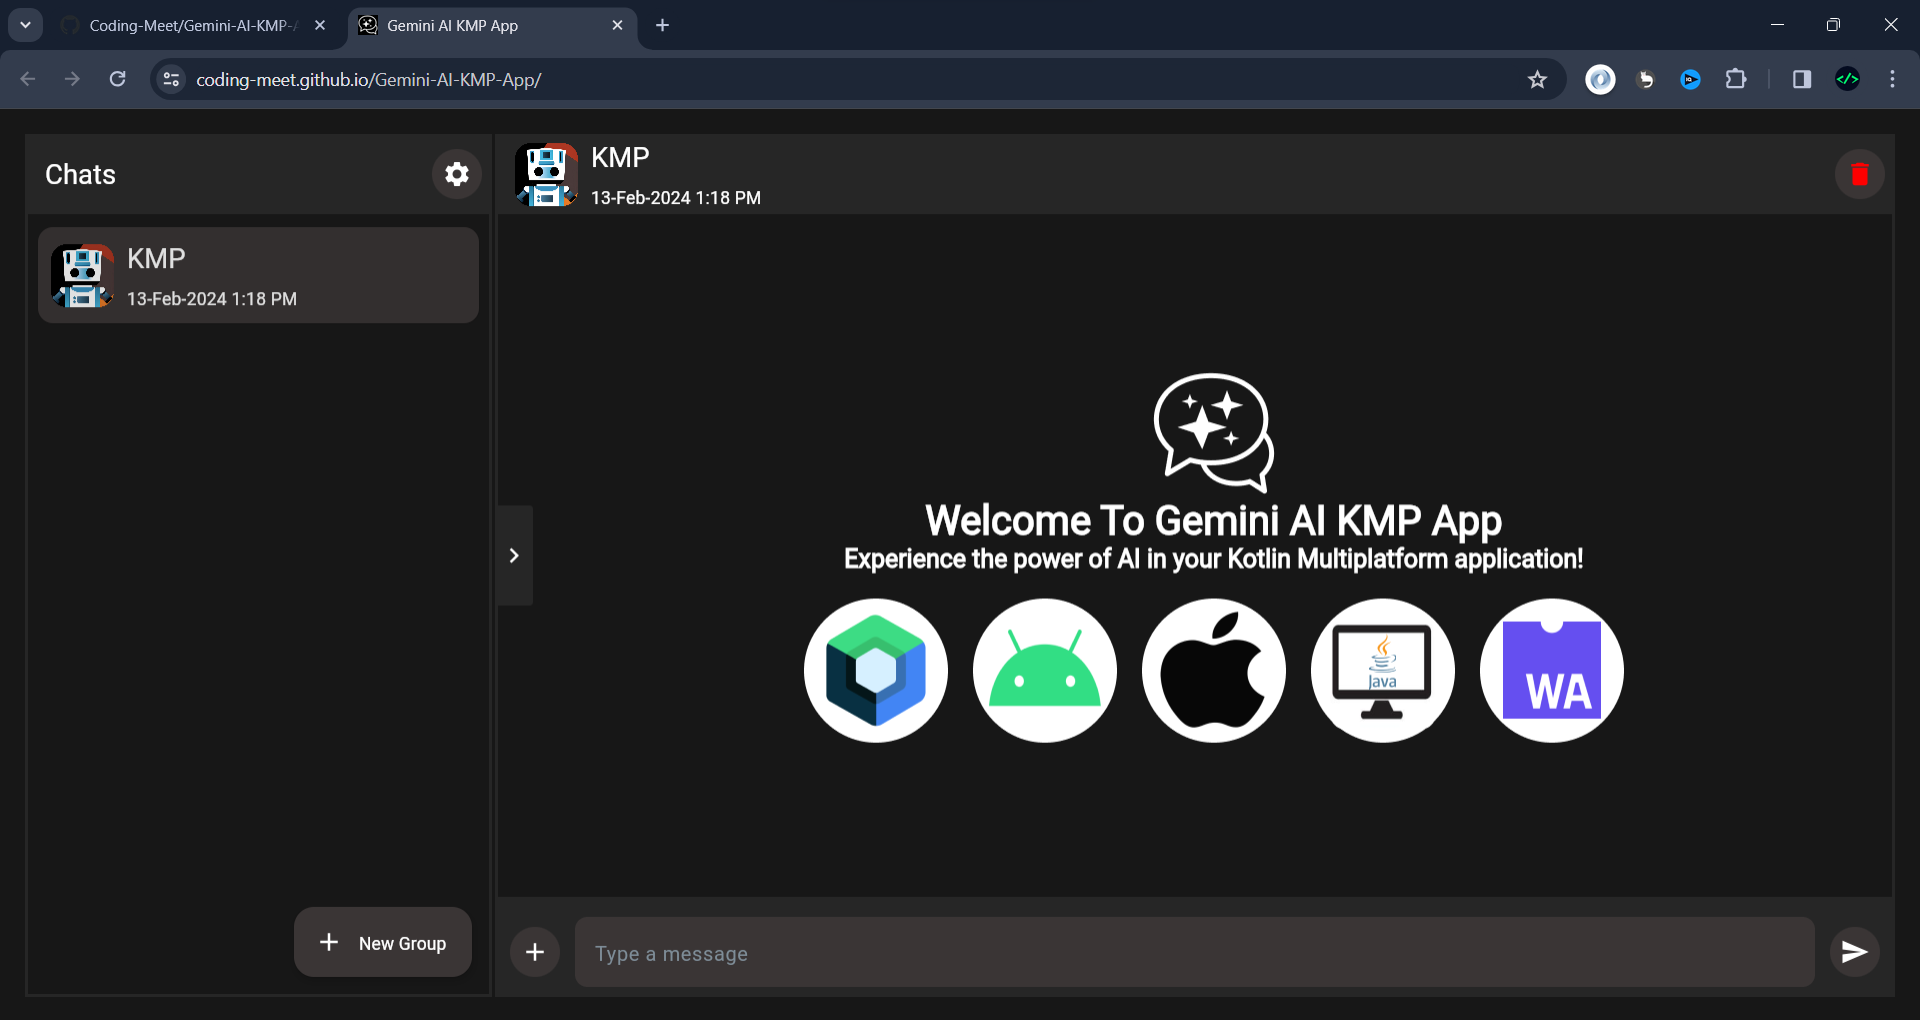 Coding-Meet/Gemini-AI-KMP-
Gemini AI KMP App
coding-meet.github.io/Gemini-AI-KMP-App/
Chats
KMP
13-Feb-2024 1:18 PM
New Group
KMP
13-Feb-2024 1:18 PM
Welcome To Gemini AI KMP App
Experience the power of AI in your Kotlin Multiplatform application!
Java
WA
Type a message